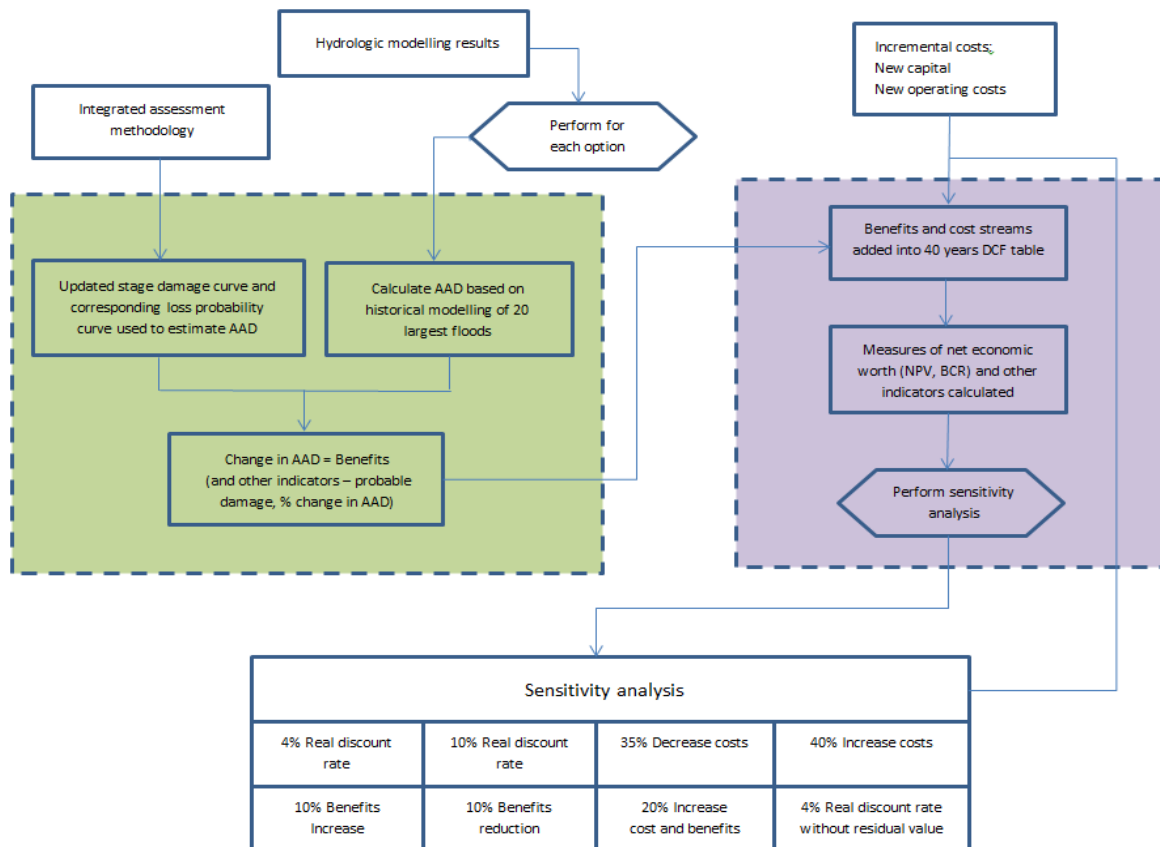 Hydrologic modelling results
Incremental costs:
New capital
New operating costs
Integrated assessment
methodology
Perform for
each option
Updated stage damage curve and
corresponding loss probability
curve used to estimate AAD
Calculate AAD based on
historical modelling of 20
largest floods
Benefits and cost streams
added into 40 years DCF table
Change in AAD = Benefits
(and other indicators – probable
damage, % change in AAD)
Measures of net economic
worth (NPV, BCR) and other
indicators calculated
Perform sensitivity
analysis
Sensitivity analysis
4% Real discount
rate
10% Real discount
rate
35% Decrease costs
40% Increase costs
10% Benefits
Increase
10% Benefits
reduction
20% Increase
cost and benefits
4% Real discount rate
without residual value